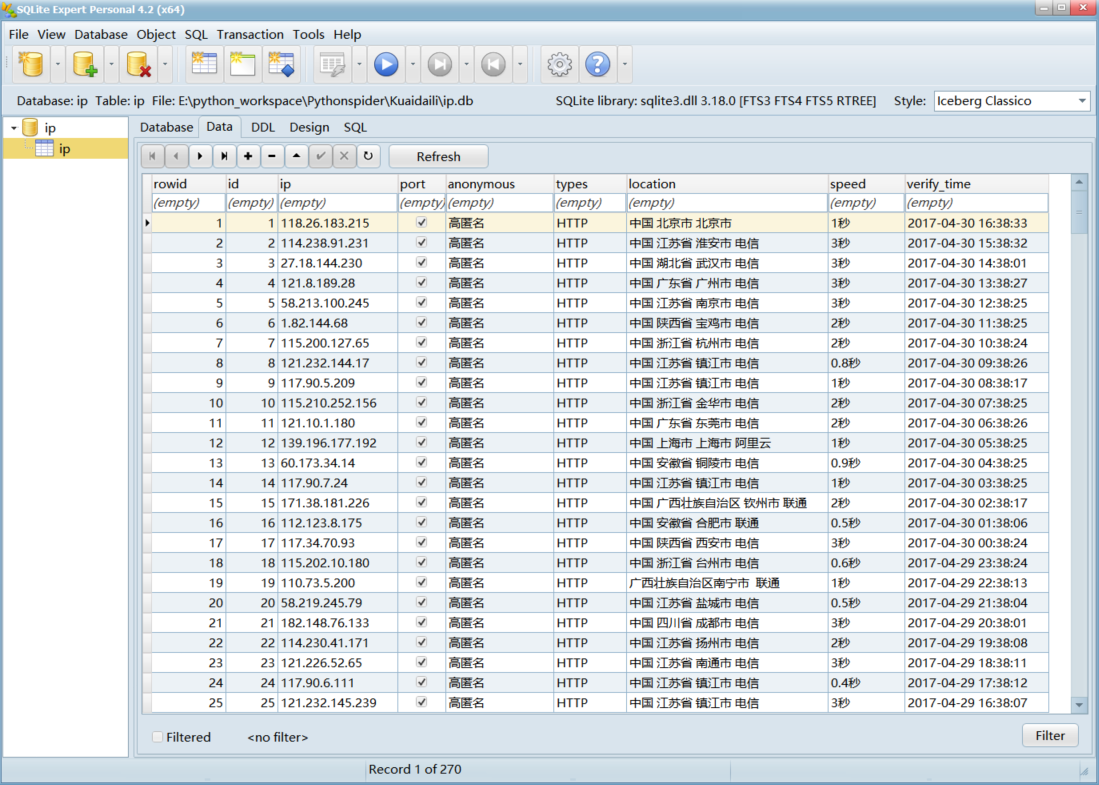 SQLite Expert Personal 4.2 (x64)
File View Database Object SQL Transaction Tools Help
Database: ip Table: ip File: E:\python_workspace\Pythonspider\Kuaidaili\ip.db SQLite library: sqlite3.dll 3.18.0 [FTS3 FTS4 FTS5 RTREE] Style: Iceberg Classico
ip
ip
Database Data DDL Design SQL
Refresh
rowid id ip port anonymous types location speed verify_time
(empty) (empty) (empty) (empty) (empty) (empty) (empty) (empty) (empty)
1 1 118.26.183.215 高匿名 HTTP 中国 北京市 北京市 1秒 2017-04-30 16:38:33
2 2 114.238.91.231 高匿名 HTTP 中国 江苏省 淮安市 电信 3秒 2017-04-30 15:38:32
3 3 27.18.144.230 高匿名 HTTP 中国 湖北省 武汉市 电信 3秒 2017-04-30 14:38:01
4 4 121.8.189.28 高匿名 HTTP 中国 广东省 广州市 电信 3秒 2017-04-30 13:38:27
5 5 58.213.100.245 高匿名 HTTP 中国 江苏省 南京市 电信 3秒 2017-04-30 12:38:25
6 6 1.82.144.68 高匿名 HTTP 中国 陕西省 宝鸡市 电信 2秒 2017-04-30 11:38:25
7 7 115.200.127.65 高匿名 HTTP 中国 浙江省 杭州市 电信 2秒 2017-04-30 10:38:24
8 8 121.232.144.17 高匿名 HTTP 中国 江苏省 镇江市 电信 0.8秒 2017-04-30 09:38:26
9 9 117.90.5.209 高匿名 HTTP 中国 江苏省 镇江市 电信 1秒 2017-04-30 08:38:17
10 10 115.210.252.156 高匿名 HTTP 中国 浙江省 金华市 电信 2秒 2017-04-30 07:38:25
11 11 121.10.1.180 高匿名 HTTP 中国 广东省 东莞市 电信 2秒 2017-04-30 06:38:26
12 12 139.196.177.192 高匿名 HTTP 中国 上海市 上海市 阿里云 1秒 2017-04-30 05:38:25
13 13 60.173.34.14 高匿名 HTTP 中国 安徽省 铜陵市 电信 0.9秒 2017-04-30 04:38:25
14 14 117.90.7.24 高匿名 HTTP 中国 江苏省 镇江市 电信 1秒 2017-04-30 03:38:25
15 15 171.38.181.226 高匿名 HTTP 中国 广西壮族自治区 钦州市 联通 2秒 2017-04-30 02:38:17
16 16 112.123.8.175 高匿名 HTTP 中国 安徽省 合肥市 联通 0.5秒 2017-04-30 01:38:06
17 17 117.34.70.93 高匿名 HTTP 中国 陕西省 西安市 电信 3秒 2017-04-30 00:38:24
18 18 115.202.10.180 高匿名 HTTP 中国 浙江省 台州市 电信 0.6秒 2017-04-29 23:38:24
19 19 110.73.5.200 高匿名 HTTP 广西壮族自治区南宁市 联通 1秒 2017-04-29 22:38:13
20 20 58.219.245.79 高匿名 HTTP 中国 江苏省 盐城市 电信 0.5秒 2017-04-29 21:38:04
21 21 182.148.76.133 高匿名 HTTP 中国 四川省 成都市 电信 3秒 2017-04-29 20:38:01
22 22 114.230.41.171 高匿名 HTTP 中国 江苏省 扬州市 电信 2秒 2017-04-29 19:38:08
23 23 121.226.52.65 高匿名 HTTP 中国 江苏省 南通市 电信 3秒 2017-04-29 18:38:11
24 24 117.90.6.111 高匿名 HTTP 中国 江苏省 镇江市 电信 0.4秒 2017-04-29 17:38:12
25 25 121.232.145.239 高匿名 HTTP 中国 江苏省 镇江市 电信 3秒 2017-04-29 16:38:07
Filtered <no filter> Filter
Record 1 of 270